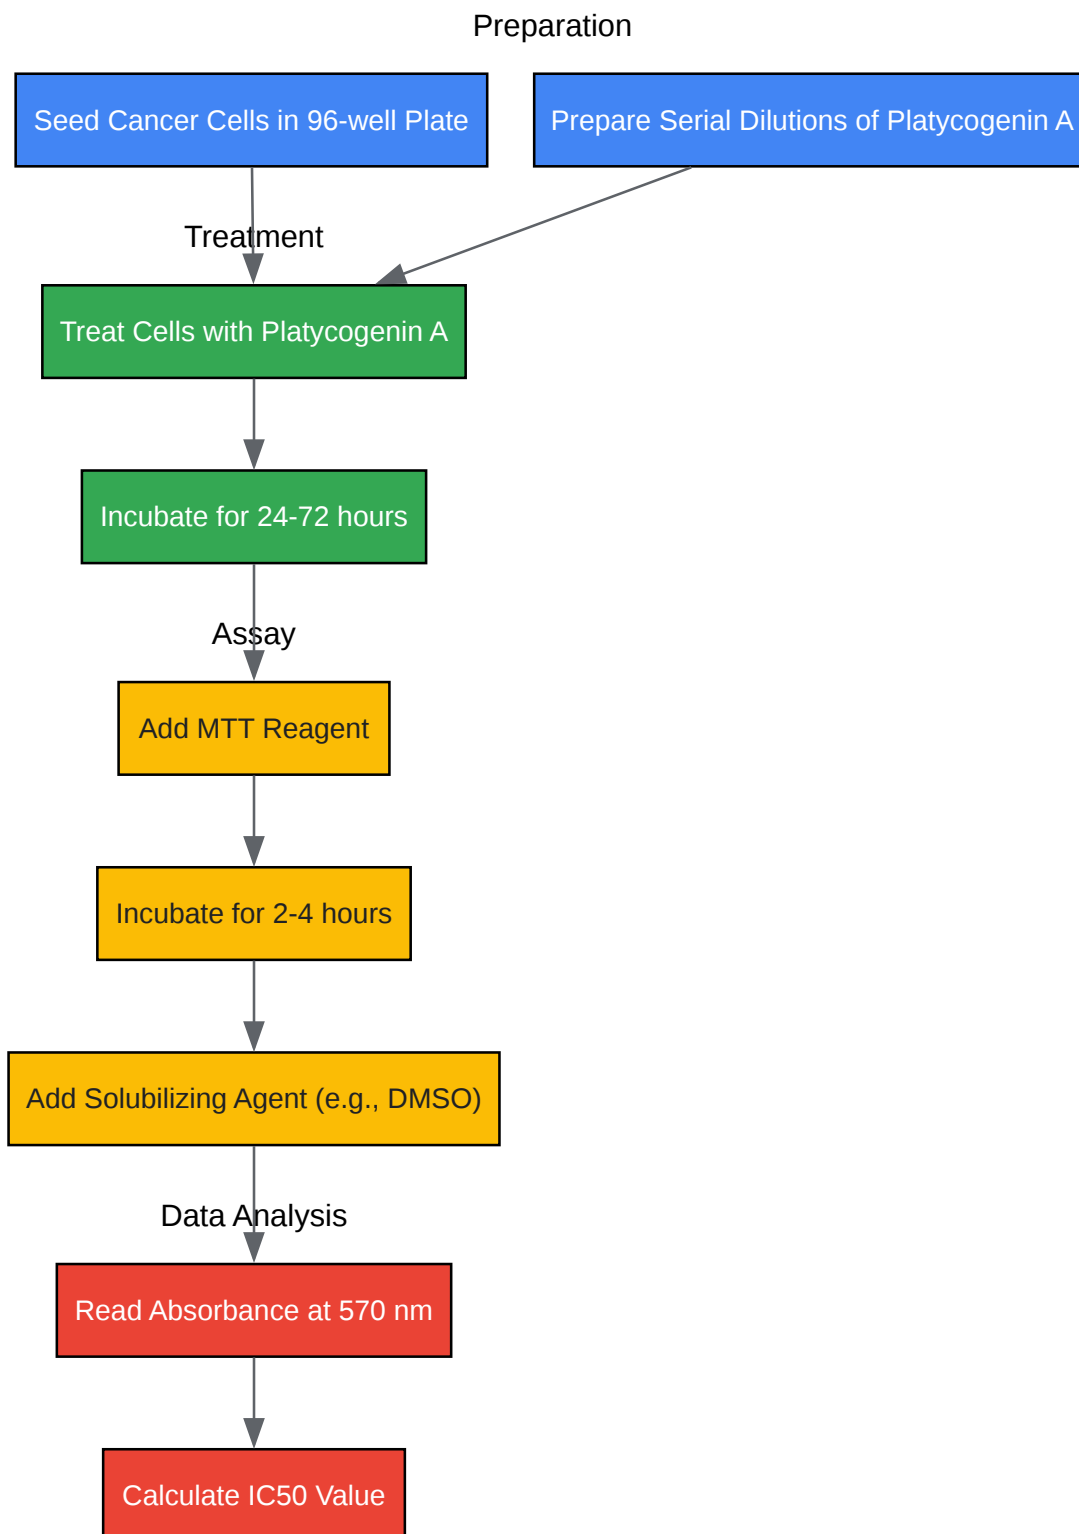 Preparation
Seed Cancer Cells in 96-well Plate
Prepare Serial Dilutions of Platycogenin A
Treatment
Treat Cells with Platycogenin A
Incubate for 24-72 hours
Assay
Add MTT Reagent
Incubate for 2-4 hours
Add Solubilizing Agent (e.g., DMSO)
Data Analysis
Read Absorbance at 570 nm
Calculate IC50 Value